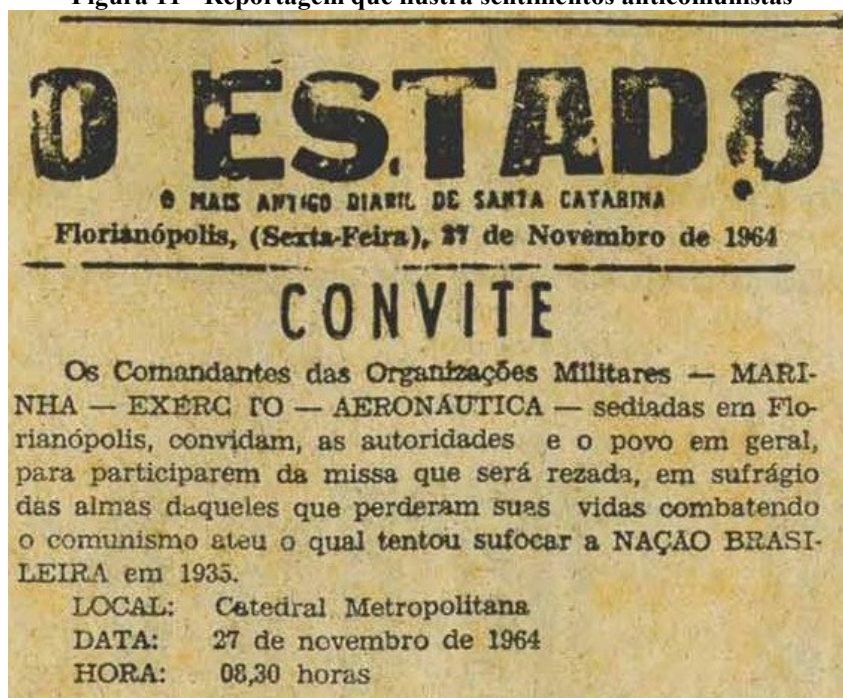 Figura 11 - Reportagem que ilustra sentimentos anticomunistas
O ESTADO
O MAIS ANTIGO DIARIO DE SANTA CATARINA
Florianópolis, (Sexta-Feira), 27 de Novembro de 1964
CONVITE
Os Comandantes das Organizações Militares — MARI-
NHA — EXÉRCITO — AERONÁUTICA — sediadas em Flo-
rianópolis, convidam, as autoridades e o povo em geral,
para participarem da missa que será rezada, em sufrágio
das almas daqueles que perderam suas vidas combatendo
o comunismo ateu o qual tentou sufocar a NAÇÃO BRASI-
LEIRA em 1935.
LOCAL: Catedral Metropolitana
DATA: 27 de novembro de 1964
HORA: 08,30 horas